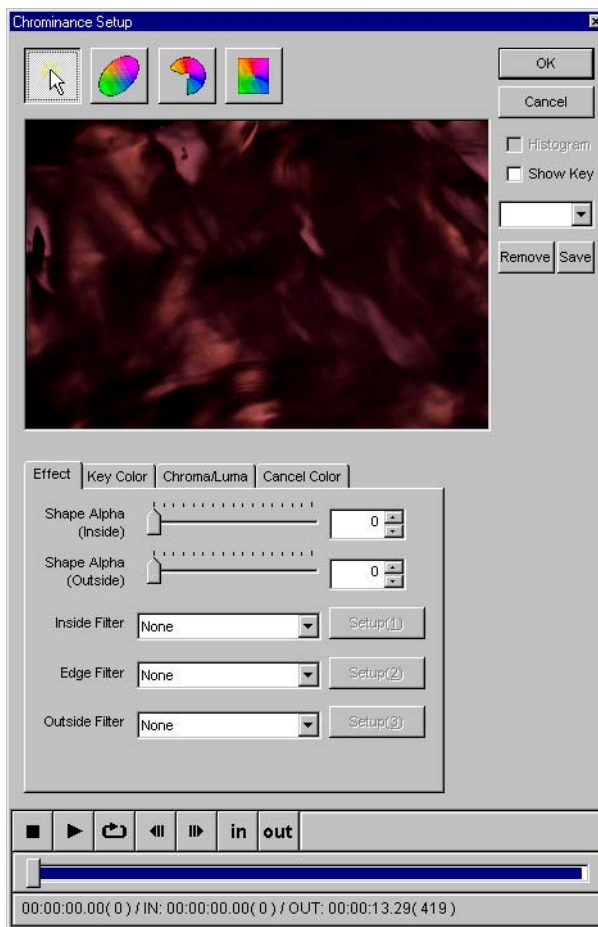 Chrominance Setup
OK
Cancel
Histogram
Show Key
Remove Save
Effect Key Color Chroma/Luma Cancel Color
Shape Alpha
(Inside)
0
Shape Alpha
(Outside)
0
Inside Filter None Setup(1)
Edge Filter None Setup(2)
Outside Filter None Setup(3)
in out
00:00:00.00( 0 ) / IN: 00:00:00.00( 0 ) / OUT: 00:00:13.29( 419 )